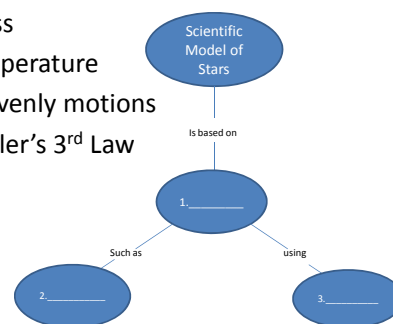 ss
perature
venly motions
ler's 3rd Law
Scientific
Model of
Stars
Is based on
1.________
Such as
using
2.________
3.________